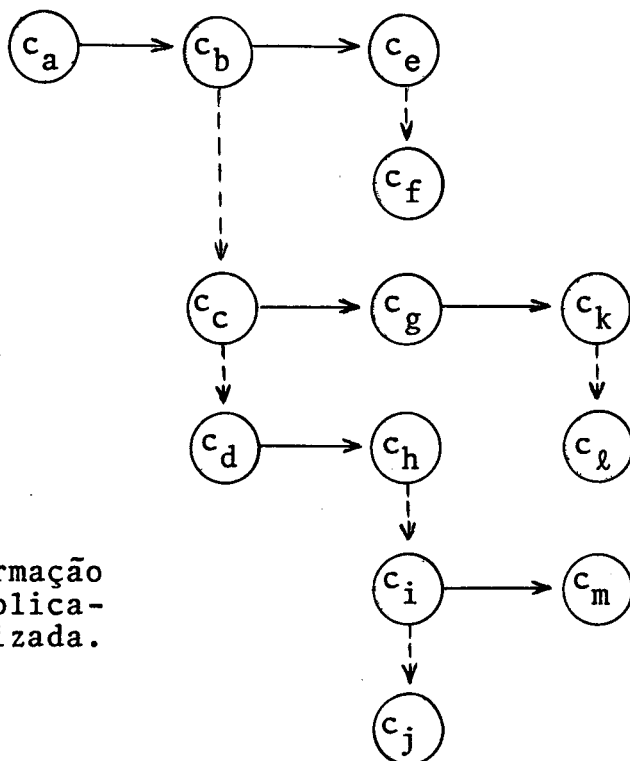 c_a c_b c_e
c_f
c_c c_g c_k
c_d c_h c_ℓ
rmação
plica-
izada.
c_i c_m
c_j